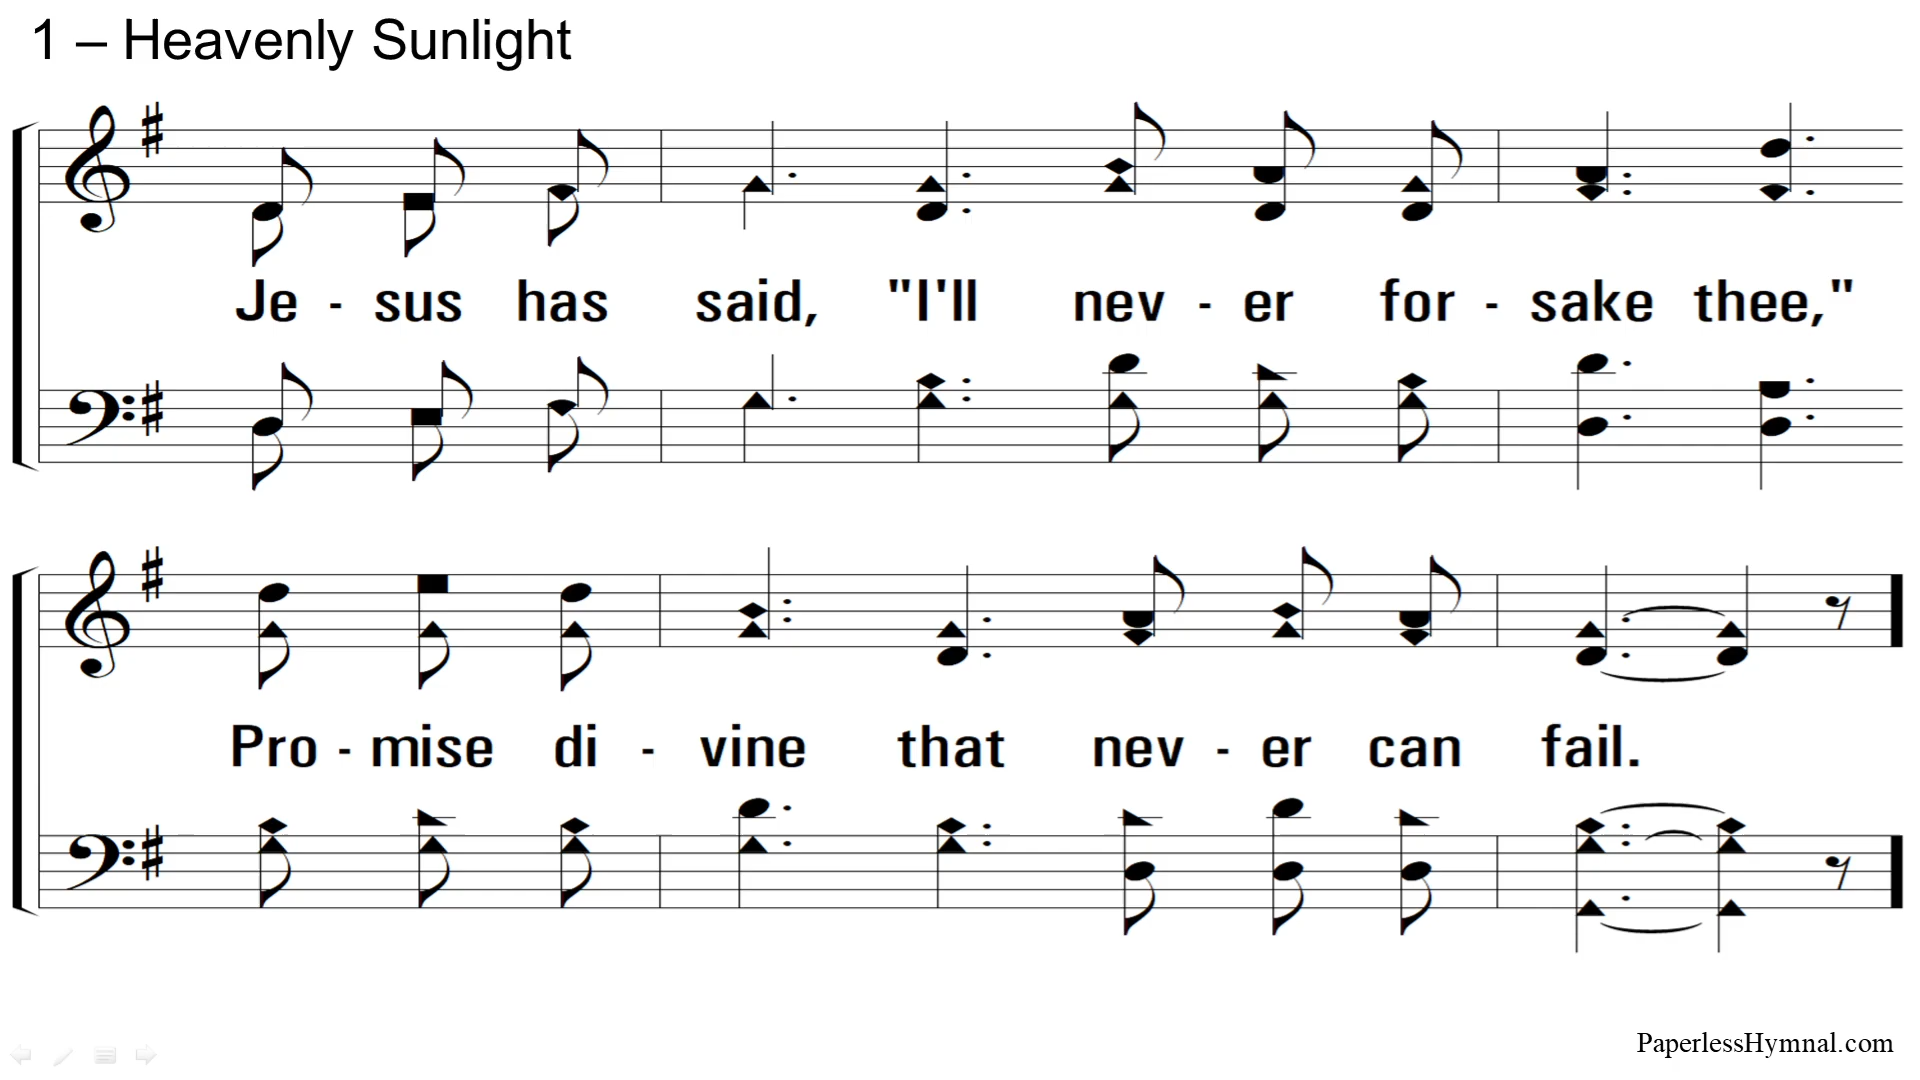 1 – Heavenly Sunlight
Je - sus has said, "I'll nev - er for - sake thee,"
Pro - mise di - vine that nev - er can fail.
PaperlessHymnal.com